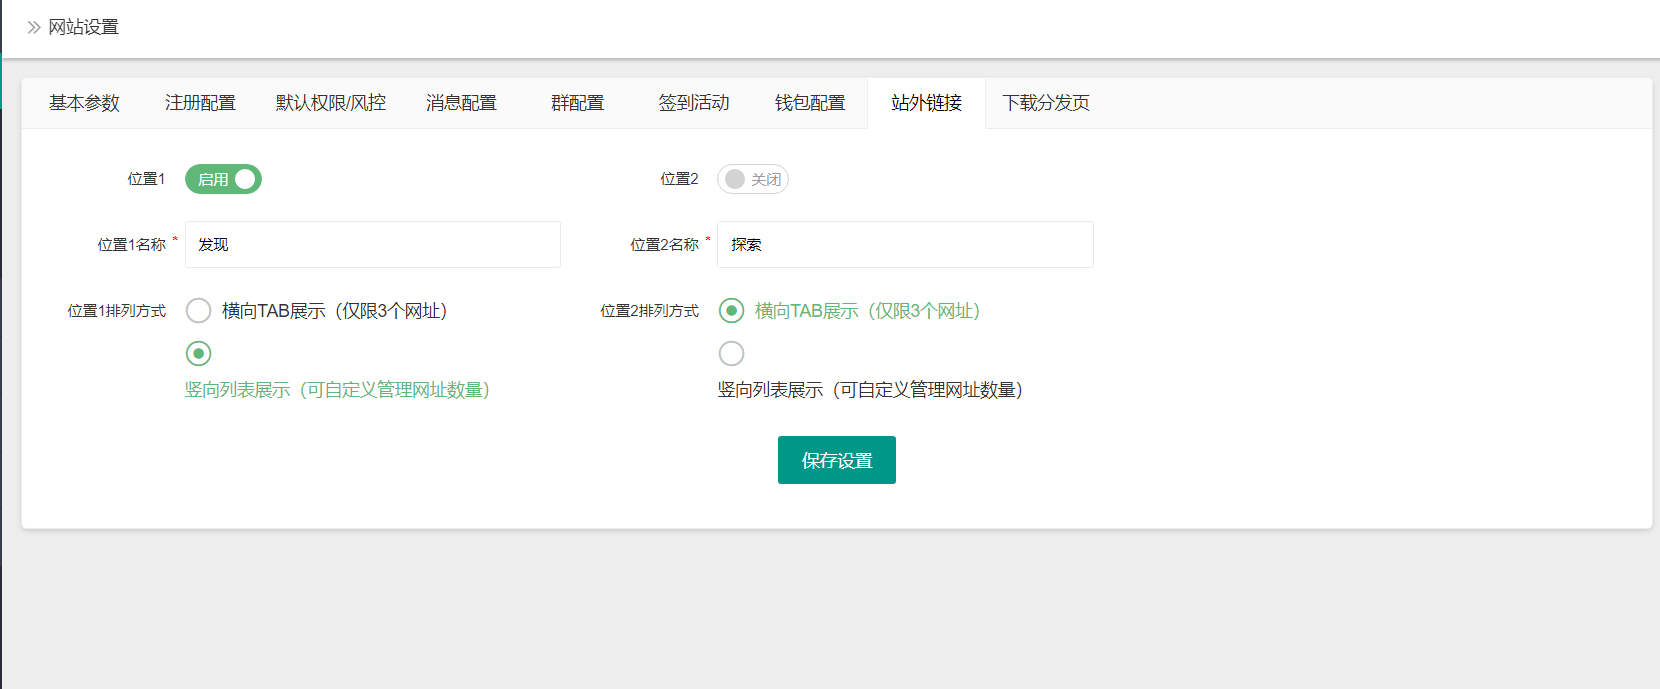 网站设置
基本参数 注册配置 默认权限/风控 消息配置 群配置 签到活动 钱包配置 站外链接 下载分发页
位置1 启用 位置2 关闭
位置1名称 * 发现 位置2名称 * 探索
位置1排列方式 横向TAB展示（仅限3个网址） 位置2排列方式 横向TAB展示（仅限3个网址）
竖向列表展示（可自定义管理网址数量） 竖向列表展示（可自定义管理网址数量）
保存设置